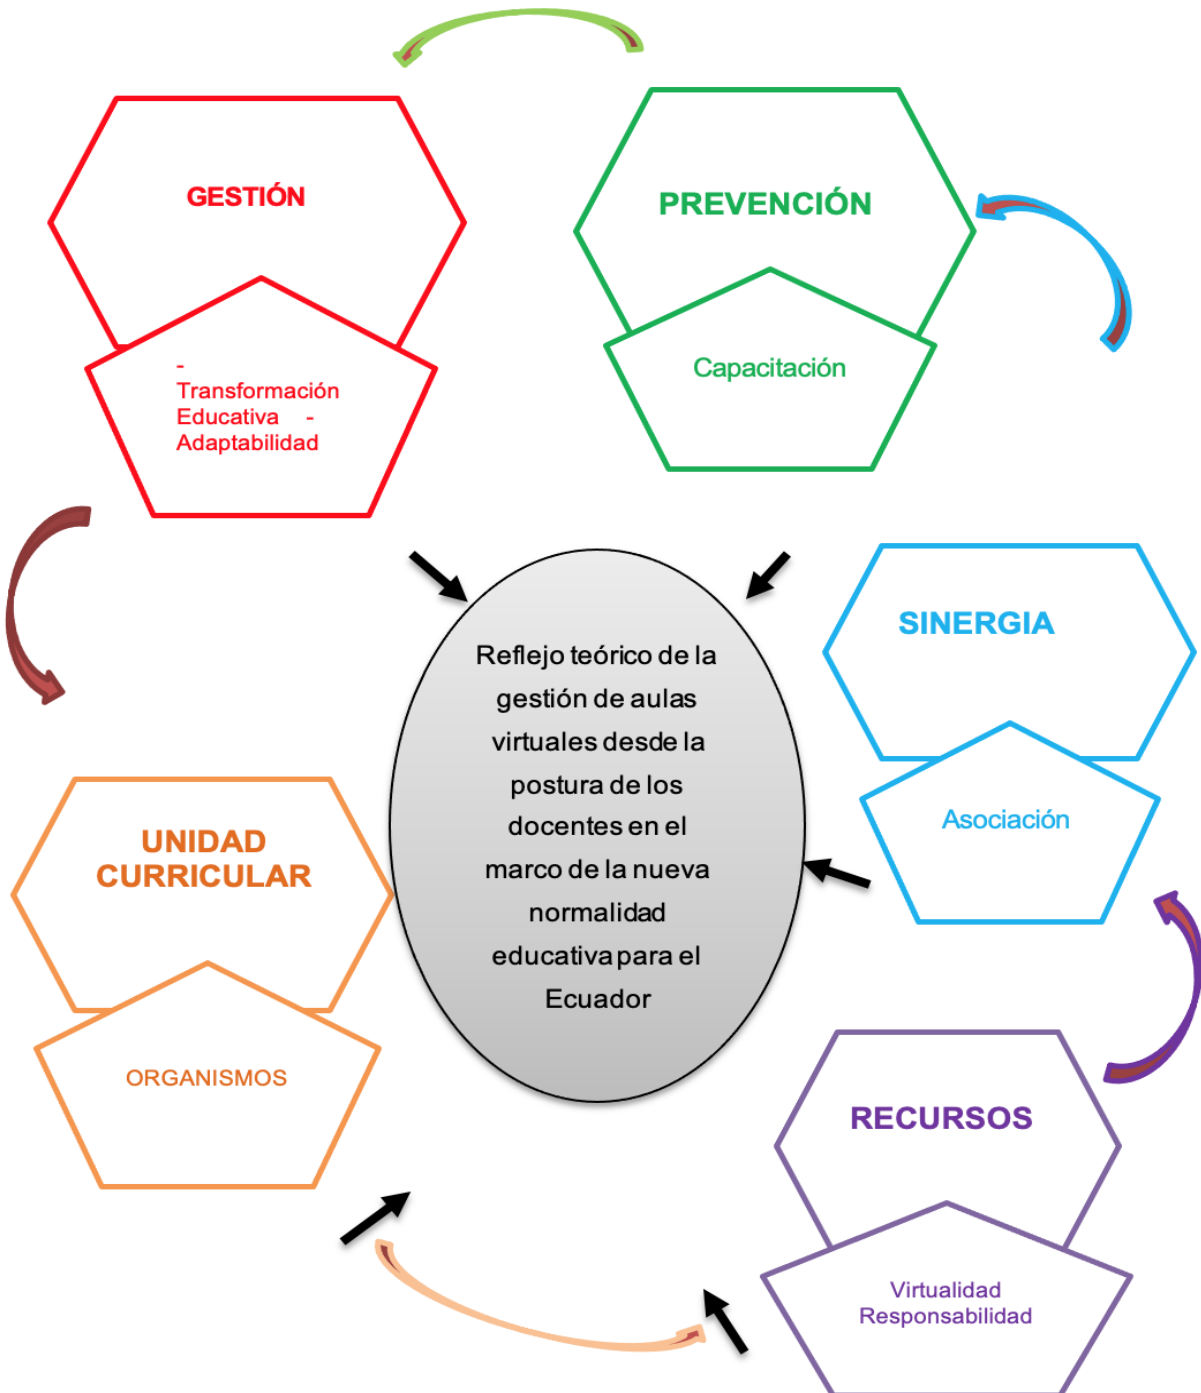 GESTIÓN
-
Transformación
Educativa -
Adaptabilidad
PREVENCIÓN
Capacitación
Reflejo teórico de la
gestión de aulas
virtuales desde la
postura de los
docentes en el
marco de la nueva
normalidad
educativa para el
Ecuador
SINERGIA
Asociación
UNIDAD
CURRICULAR
ORGANISMOS
RECURSOS
Virtualidad
Responsabilidad